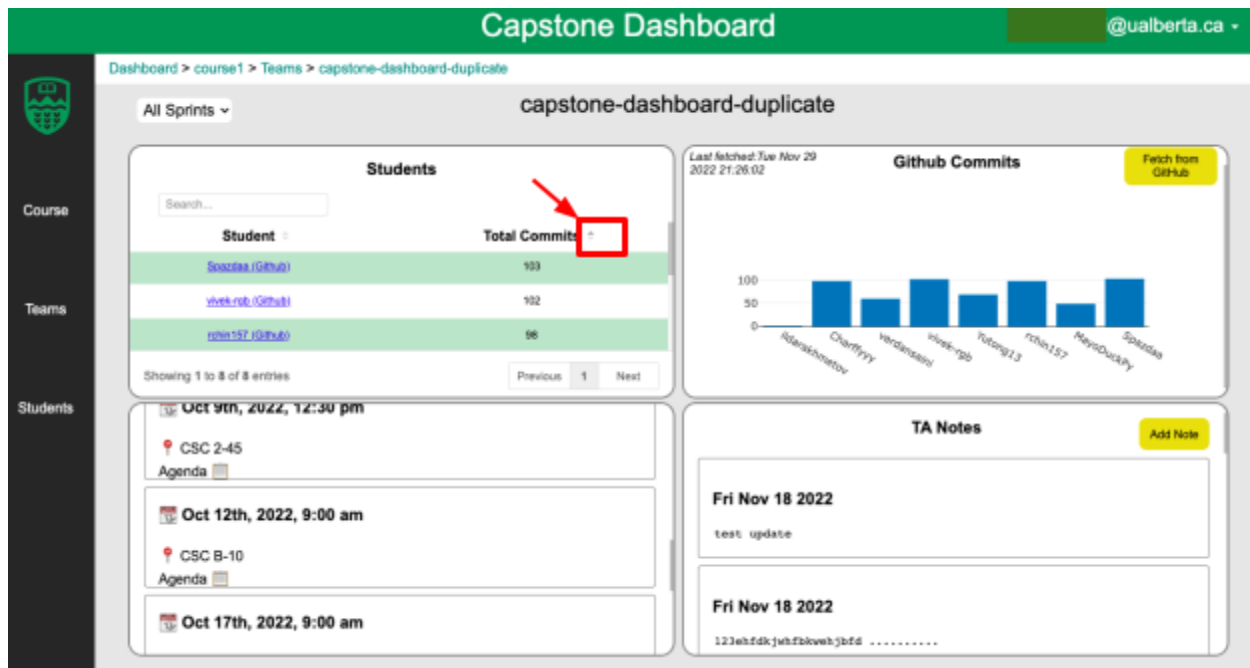 Capstone Dashboard
@ualberta.ca
Dashboard > course1 > Teams > capstone-dashboard-duplicate
All Sprints
capstone-dashboard-duplicate
Course
Teams
Students
Students
Search...
Student
Total Commits
Spazdaa (Github)
103
vivek-rgb (Github)
102
rchin157 (Github)
98
Showing 1 to 8 of 8 entries
Previous 1 Next
Last fetched:Tue Nov 29
2022 21:26:02
Github Commits
Fetch from
GitHub
100
50
0
ildarakhmetov
Charffyyy
vardansaini
vivek-rgb
Yutong13
rchin157
MayoDuckPy
Spazdaa
Oct 9th, 2022, 12:30 pm
CSC 2-45
Agenda
Oct 12th, 2022, 9:00 am
CSC B-10
Agenda
Oct 17th, 2022, 9:00 am
TA Notes
Add Note
Fri Nov 18 2022
test update
Fri Nov 18 2022
..........